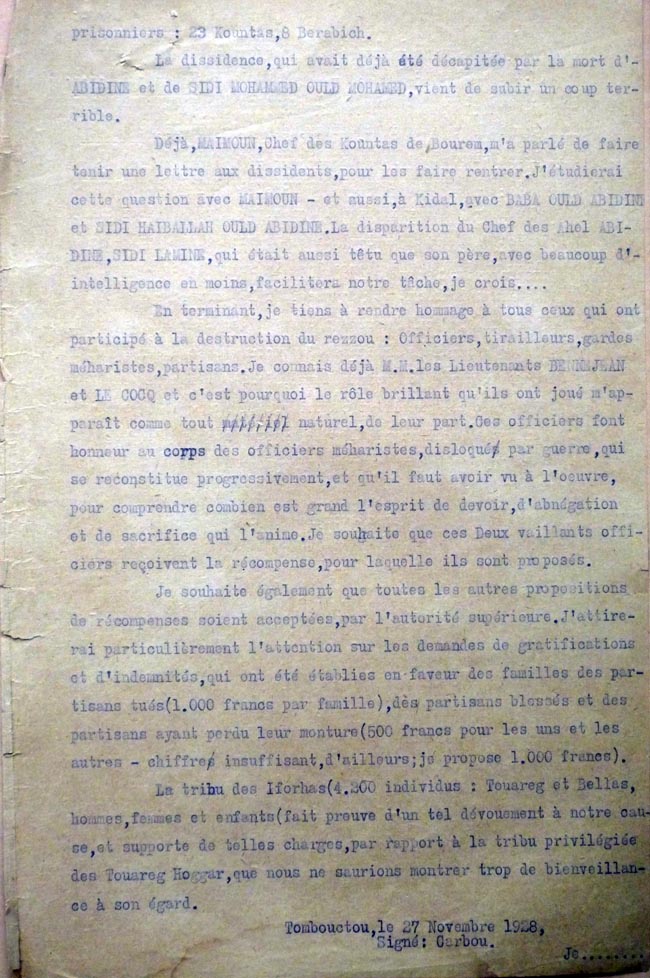 prisonniers : 23 Kountas,8 Berabich.
La dissidence,qui avait déjà été décapitée par la mort d'-
ABIDINE et de SIDI MOHAMMED OULD MOHAMED,vient de subir un coup ter-
rible.
Déjà,MAIMOUN,Chef des Kountas de Bourem,m'a parlé de faire
tenir une lettre aux dissidents,pour les faire rentrer.J'étudierai
cette question avec MAIMOUN - et aussi,à Kidal,avec BABA OULD ABIDINE
et SIDI HAIBALLAH OULD ABIDINE.La disparition du Chef des Ahel ABI-
DINE,SIDI LAMINE,qui était aussi têtu que son père,avec beaucoup d'-
intelligence en moins,facilitera notre tâche,je crois....
En terminant,je tiens à rendre hommage à tous ceux qui ont
participé à la destruction du rezzou : Officiers,tirailleurs,gardes
méharistes,partisans.Je connais déjà M.M.les Lieutenants
et LE COCQ et c'est pourquoi le rôle brillant qu'ils ont joué m'ap-
paraît comme tout naturel,de leur part.Ces officiers font
honneur au corps des officiers méharistes,disloqué par guerre,qui
se reconstitue progressivement,et qu'il faut avoir vu à l'oeuvre,
pour comprendre combien est grand l'esprit de devoir,d'abnégation
et de sacrifice qui l'anime.Je souhaite que ces Deux vaillants offi-
ciers reçoivent la récompense,pour laquelle ils sont proposés.
Je souhaite également que toutes les autres propositions
de récompenses soient acceptées,par l'autorité supérieure.J'attire-
rai particulièrement l'attention sur les demandes de gratifications
et d'indemnités,qui ont été établies en faveur des familles des par-
tisans tués(1.000 francs par famille),dès partisans blessés et des
partisans ayant perdu leur monture(500 francs pour les uns et les
autres - chiffre insuffisant,d'ailleurs;je propose 1.000 francs).
La tribu des Iforhas(4.200 individus : Touareg et Bellas,
hommes,femmes et enfants(fait preuve d'un tel dévouement à notre cau-
se,et supporte de telles charges,par rapport à la tribu privilégiée
des Touareg Hoggar,que nous ne saurions montrer trop de bienveillan-
ce à son égard.
Tombouctou,le 27 Novembre 1928,
Signé: Carbou.
Je........